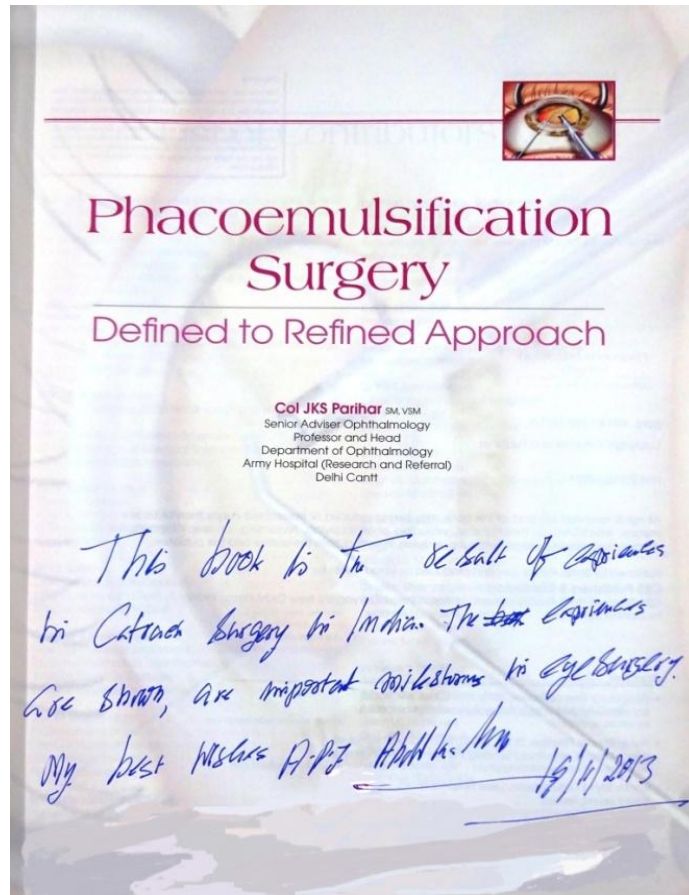 Phacoemulsification
Surgery
Defined to Refined Approach
Col JKS Parihar SM, VSM
Senior Adviser Ophthalmology
Professor and Head
Department of Ophthalmology
Army Hospital (Research and Referral)
Delhi Cantt
This book is the result of experiences
in Cataract Surgery in India. The experiences
are shown, are important milestones in eye surgery.
My best wishes A.P.J Abdul Kalam
19/11/2013